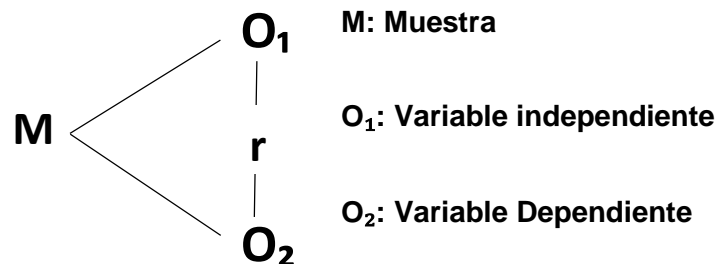 O₁
M: Muestra
O₁: Variable independiente
M
r
O₂: Variable Dependiente
O₂